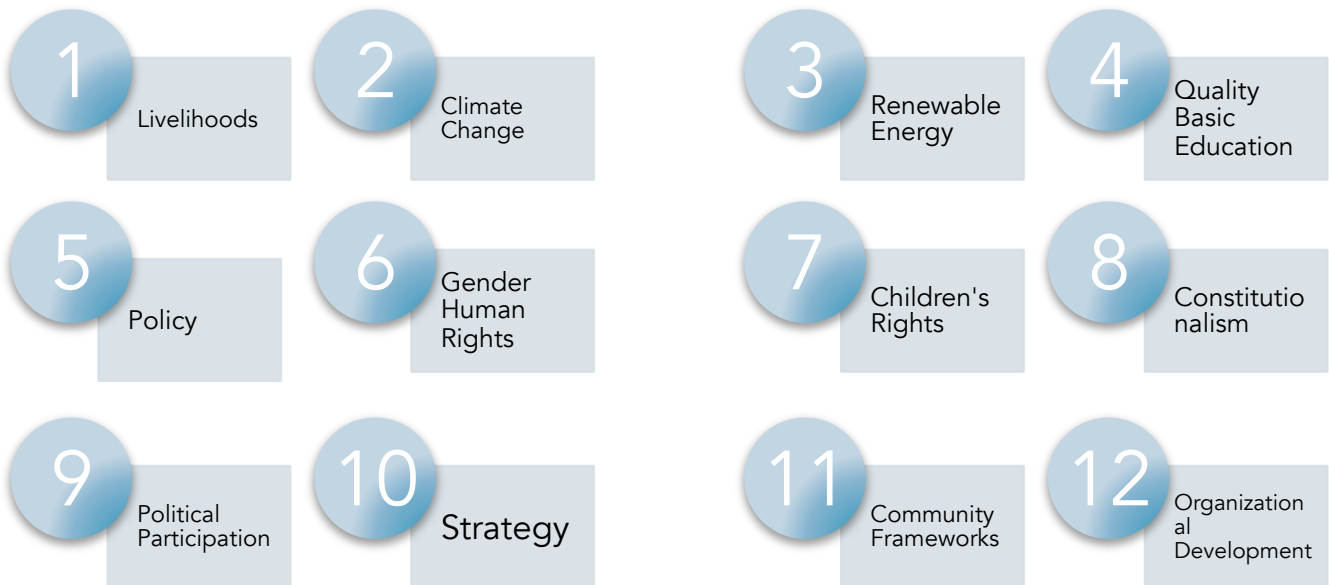 1
Livelihoods
2
Climate
Change
3
Renewable
Energy
4
Quality
Basic
Education
5
Policy
6
Gender
Human
Rights
7
Children's
Rights
8
Constitutio
nalism
9
Political
Participation
10
Strategy
11
Community
Frameworks
12
Organization
al
Development